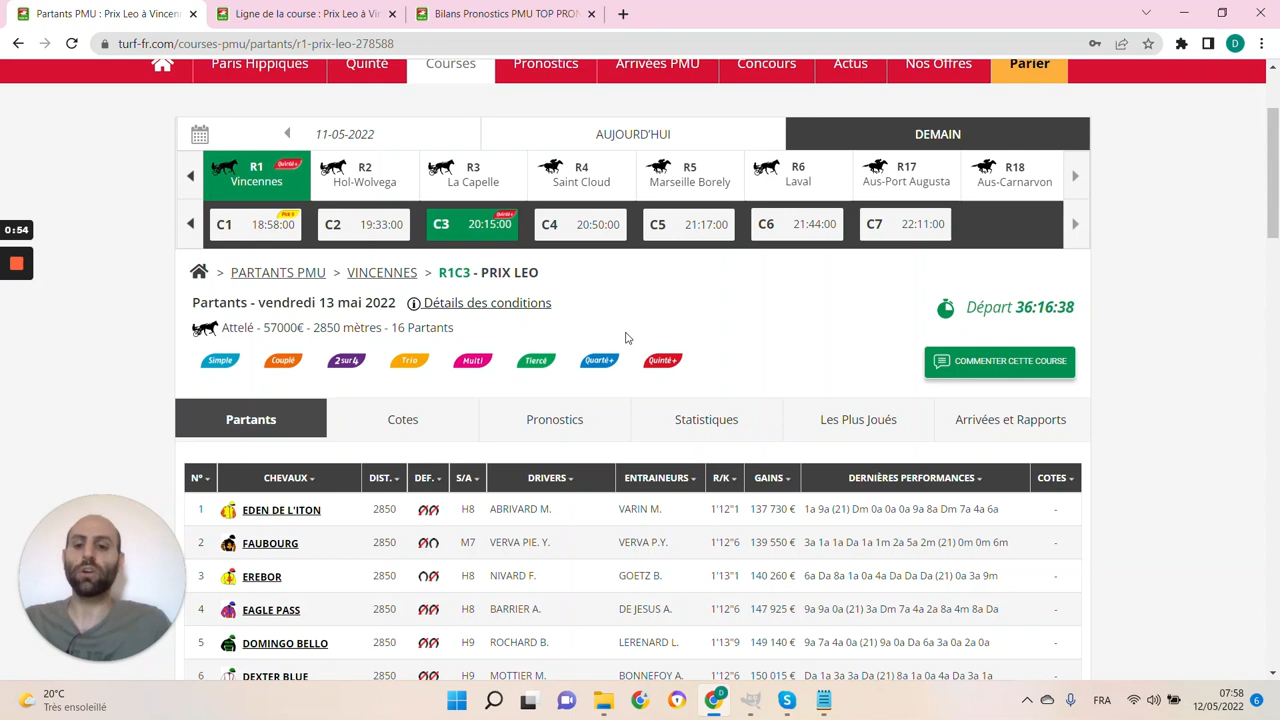 Partants PMU : Prix Leo à Vincenn
Ligne de la course : Prix Leo à Vi
Bilans Pronostics PMU TOP PRON
turf-fr.com/courses-pmu/partants/r1-prix-leo-278588
D
Paris Hippiques Quinté Courses Pronostics Arrivées PMU Concours Actus Nos Offres Parier
11-05-2022 AUJOURD'HUI DEMAIN
R1 Quinté+ R2 R3 R4 R5 R6 R17 R18
Vincennes Hol-Wolvega La Capelle Saint Cloud Marseille Borely Laval Aus-Port Augusta Aus-Carnarvon
C1 18:58:00 C2 19:33:00 C3 20:15:00 Quinté+ C4 20:50:00 C5 21:17:00 C6 21:44:00 C7 22:11:00
0:54
> PARTANTS PMU > VINCENNES > R1C3 - PRIX LEO
Partants - vendredi 13 mai 2022 Détails des conditions
Départ 36:16:38
Attelé - 57000€ - 2850 mètres - 16 Partants
Simple Couplé 2 sur 4 Trio Multi Tiercé Quarté+ Quinté+
COMMENTER CETTE COURSE
Partants Cotes Pronostics Statistiques Les Plus Joués Arrivées et Rapports
N° CHEVAUX DIST. DEF. S/A DRIVERS ENTRAINEURS R/K GAINS DERNIÈRES PERFORMANCES COTES
1 EDEN DE L'ITON 2850 H8 ABRIVARD M. VARIN M. 1'12"1 137 730 € 1a 9a (21) Dm 0a 0a 0a 9a 8a Dm 7a 4a 6a -
2 FAUBOURG 2850 M7 VERVA PIE. Y. VERVA P.Y. 1'12"6 139 550 € 3a 1a 1a Da 1a 1m 2a 5a 2m (21) 0m 0m 6m -
3 EREBOR 2850 H8 NIVARD F. GOETZ B. 1'13"1 140 260 € 6a Da 8a 1a 0a 4a Da Da Da (21) 0a 3a 9m -
4 EAGLE PASS 2850 H8 BARRIER A. DE JESUS A. 1'12"6 147 925 € 9a 9a 0a (21) 3a Dm 7a 4a 2a 8a 4m 8a Da -
5 DOMINGO BELLO 2850 H9 ROCHARD B. LERENARD L. 1'13"9 149 140 € 9a 7a 4a 0a (21) 9a 0a Da 6a 3a 0a 2a 0a -
6 DEXTER BLUE 2850 H9 MOTTIER M. BONNEFOY A. 1'12"6 150 015 € Da 1a 3a 3a Da (21) 8a 1a 0a 4a Da 3a 1a -
20°C
Très ensoleillé
FRA
07:58
12/05/2022
6